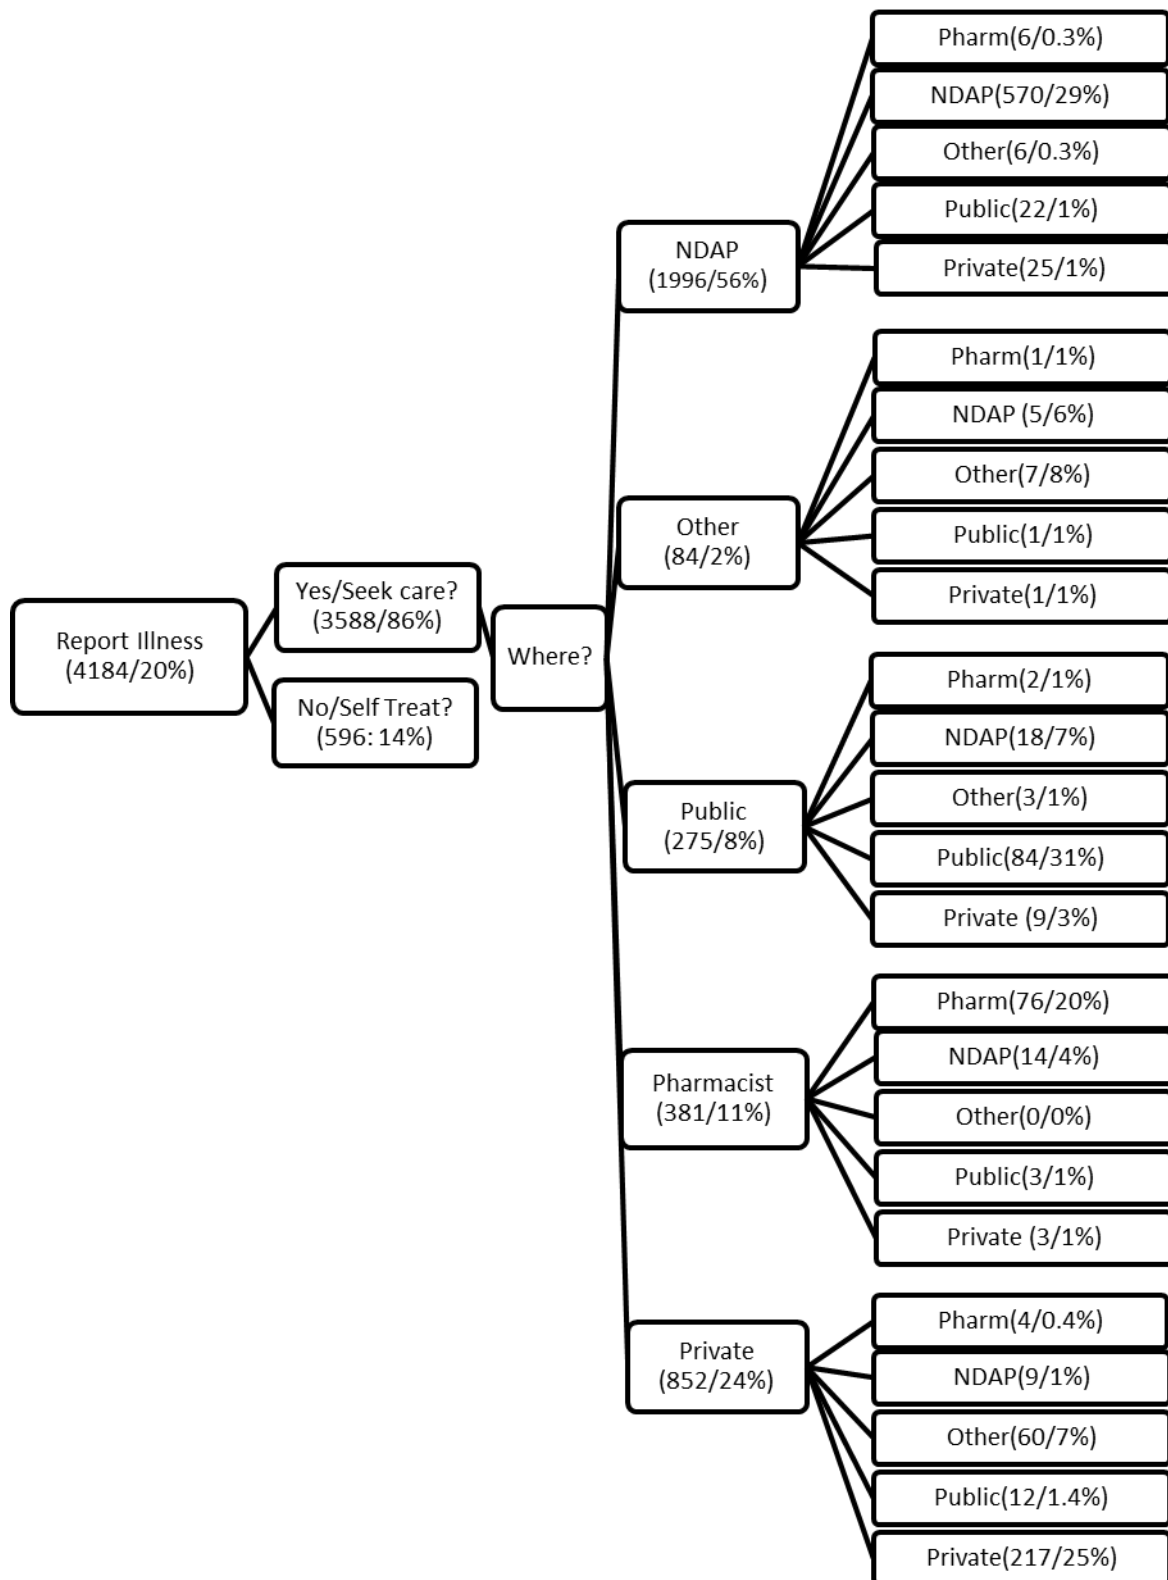 Report Illness
(4184/20%)
Yes/Seek care?
(3588/86%)
No/Self Treat?
(596: 14%)
Where?
NDAP
(1996/56%)
Pharm(6/0.3%)
NDAP(570/29%)
Other(6/0.3%)
Public(22/1%)
Private(25/1%)
Other
(84/2%)
Pharm(1/1%)
NDAP (5/6%)
Other(7/8%)
Public(1/1%)
Private(1/1%)
Public
(275/8%)
Pharm(2/1%)
NDAP(18/7%)
Other(3/1%)
Public(84/31%)
Private (9/3%)
Pharmacist
(381/11%)
Pharm(76/20%)
NDAP(14/4%)
Other(0/0%)
Public(3/1%)
Private (3/1%)
Private
(852/24%)
Pharm(4/0.4%)
NDAP(9/1%)
Other(60/7%)
Public(12/1.4%)
Private(217/25%)